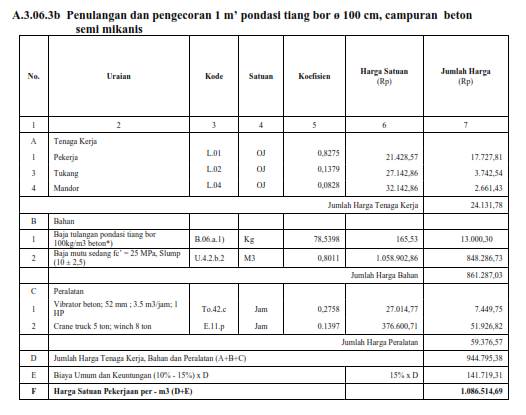 A.3.06.3b Penulangan dan pengecoran 1 m' pondasi tiang bor ø 100 cm, campuran beton
semi mikanis
No. Uraian Kode Satuan Koefisien Harga Satuan (Rp) Jumlah Harga (Rp)
1 2 3 4 5 6 7
A Tenaga Kerja
1 Pekerja L.01 OJ 0,8275 21.428,57 17.727,81
3 Tukang L.02 OJ 0,1379 27.142,86 3.742,54
4 Mandor L.04 OJ 0,0828 32.142,86 2.661,43
Jumlah Harga Tenaga Kerja 24.131,78
B Bahan
1 Baja tulangan pondasi tiang bor
100kg/m3 beton*) B.06.a.1) Kg 78,5398 165,53 13.000,30
2 Baja mutu sedang fc' = 25 MPa, Slump
(10 ± 2,5) U.4.2.b.2 M3 0,8011 1.058.902,86 848.286,73
Jumlah Harga Bahan 861.287,03
C Peralatan
1 Vibrator beton; 52 mm ; 3.5 m3/jam; 1
HP To.42.c Jam 0,2758 27.014,77 7.449,75
2 Crane truck 5 ton; winch 8 ton E.11.p Jam 0.1397 376.600,71 51.926,82
Jumlah Harga Peralatan 59.376,57
D Jumlah Harga Tenaga Kerja, Bahan dan Peralatan (A+B+C) 944.795,38
E Biaya Umum dan Keuntungan (10% - 15%) x D 15% x D 141.719,31
F Harga Satuan Pekerjaan per - m3 (D+E) 1.086.514,69